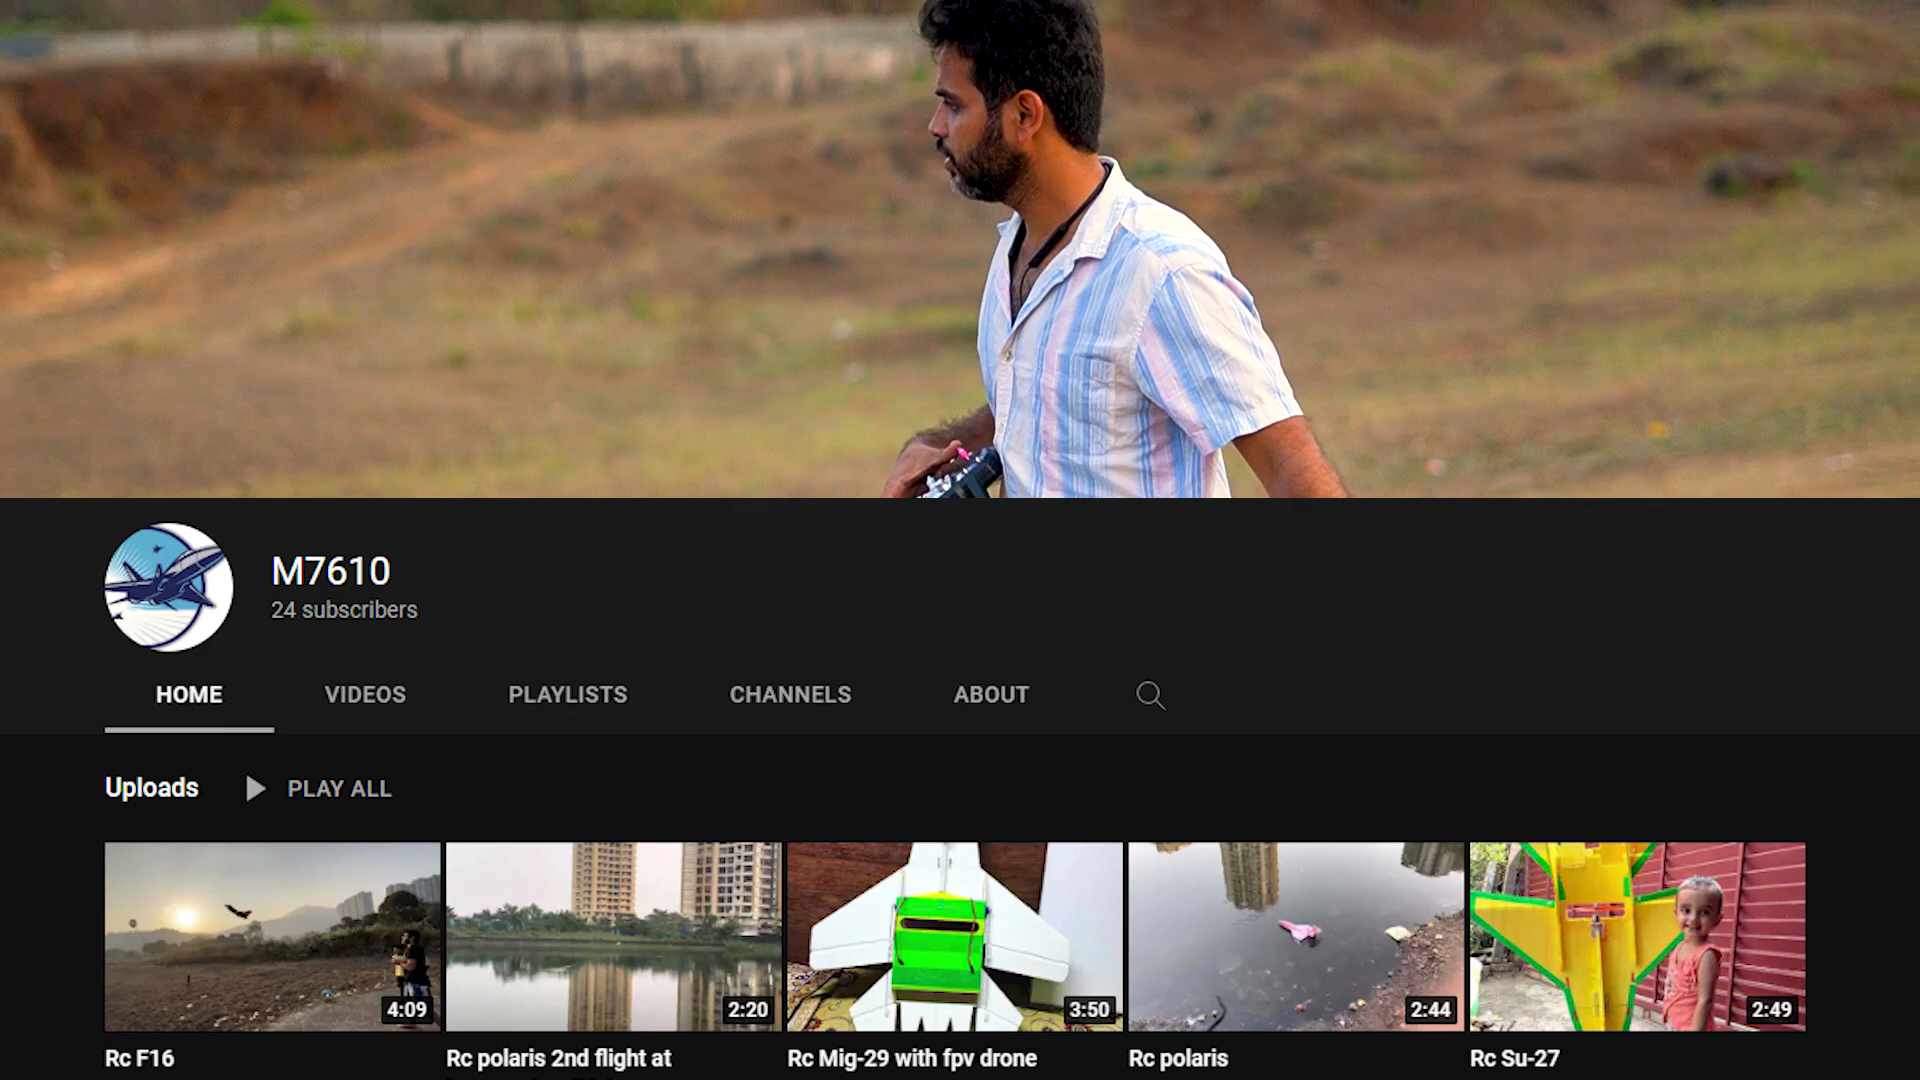 M7610
24 subscribers
HOME VIDEOS PLAYLISTS CHANNELS ABOUT
Uploads PLAY ALL
4:09 2:20 3:50 2:44 2:49
Rc F16 Rc polaris 2nd flight at Rc Mig-29 with fpv drone Rc polaris Rc Su-27